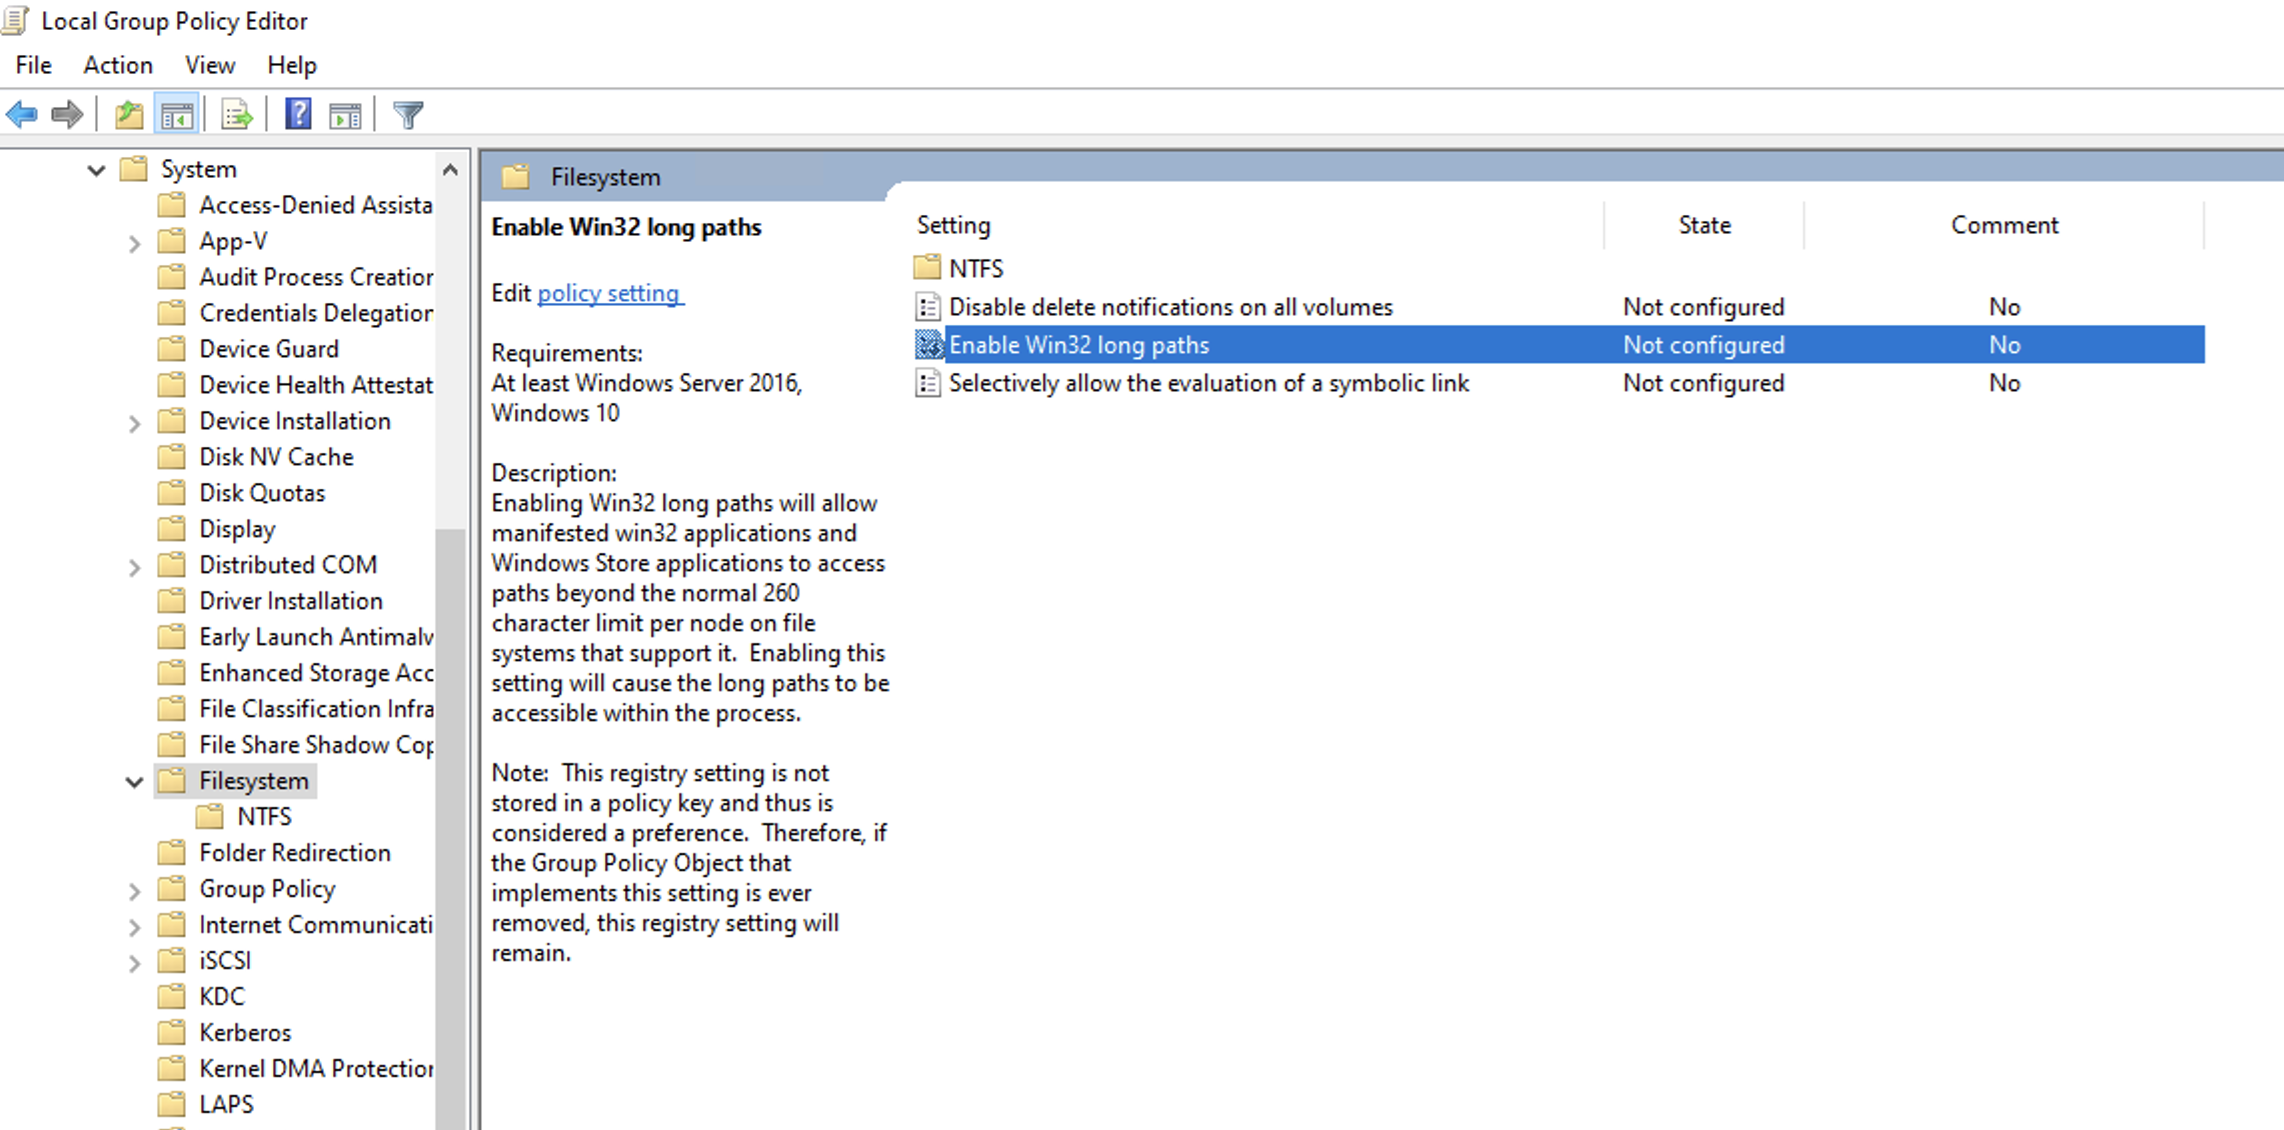 Local Group Policy Editor
File Action View Help
System
Access-Denied Assista
App-V
Audit Process Creation
Credentials Delegation
Device Guard
Device Health Attestat
Device Installation
Disk NV Cache
Disk Quotas
Display
Distributed COM
Driver Installation
Early Launch Antimalw
Enhanced Storage Acc
File Classification Infra
File Share Shadow Cop
Filesystem
NTFS
Folder Redirection
Group Policy
Internet Communicati
iSCSI
KDC
Kerberos
Kernel DMA Protection
LAPS
Filesystem
Enable Win32 long paths
Edit policy setting
Requirements:
At least Windows Server 2016,
Windows 10
Description:
Enabling Win32 long paths will allow
manifested win32 applications and
Windows Store applications to access
paths beyond the normal 260
character limit per node on file
systems that support it.  Enabling this
setting will cause the long paths to be
accessible within the process.
Note:  This registry setting is not
stored in a policy key and thus is
considered a preference.  Therefore, if
the Group Policy Object that
implements this setting is ever
removed, this registry setting will
remain.
Setting State Comment
NTFS
Disable delete notifications on all volumes Not configured No
Enable Win32 long paths Not configured No
Selectively allow the evaluation of a symbolic link Not configured No